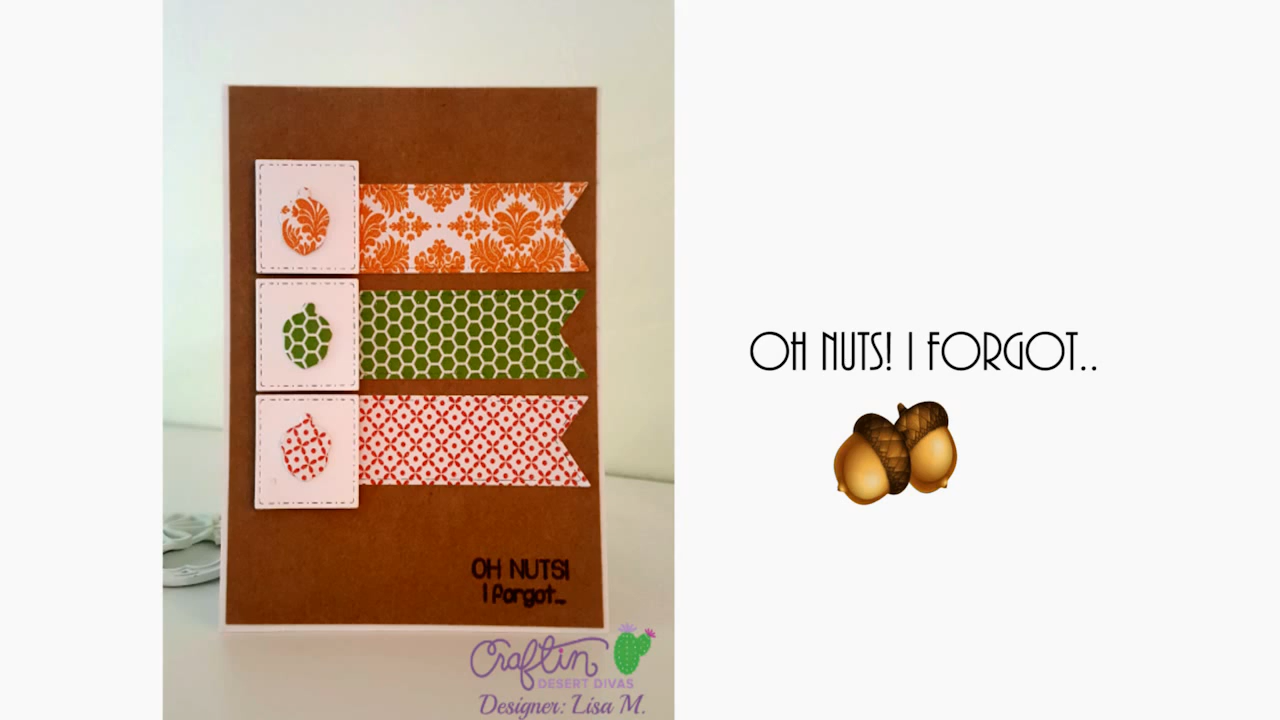 OH NUTS!
I forgot...
Craftin
DESERT DIVAS
Designer: Lisa M.
OH NUTS! I FORGOT..